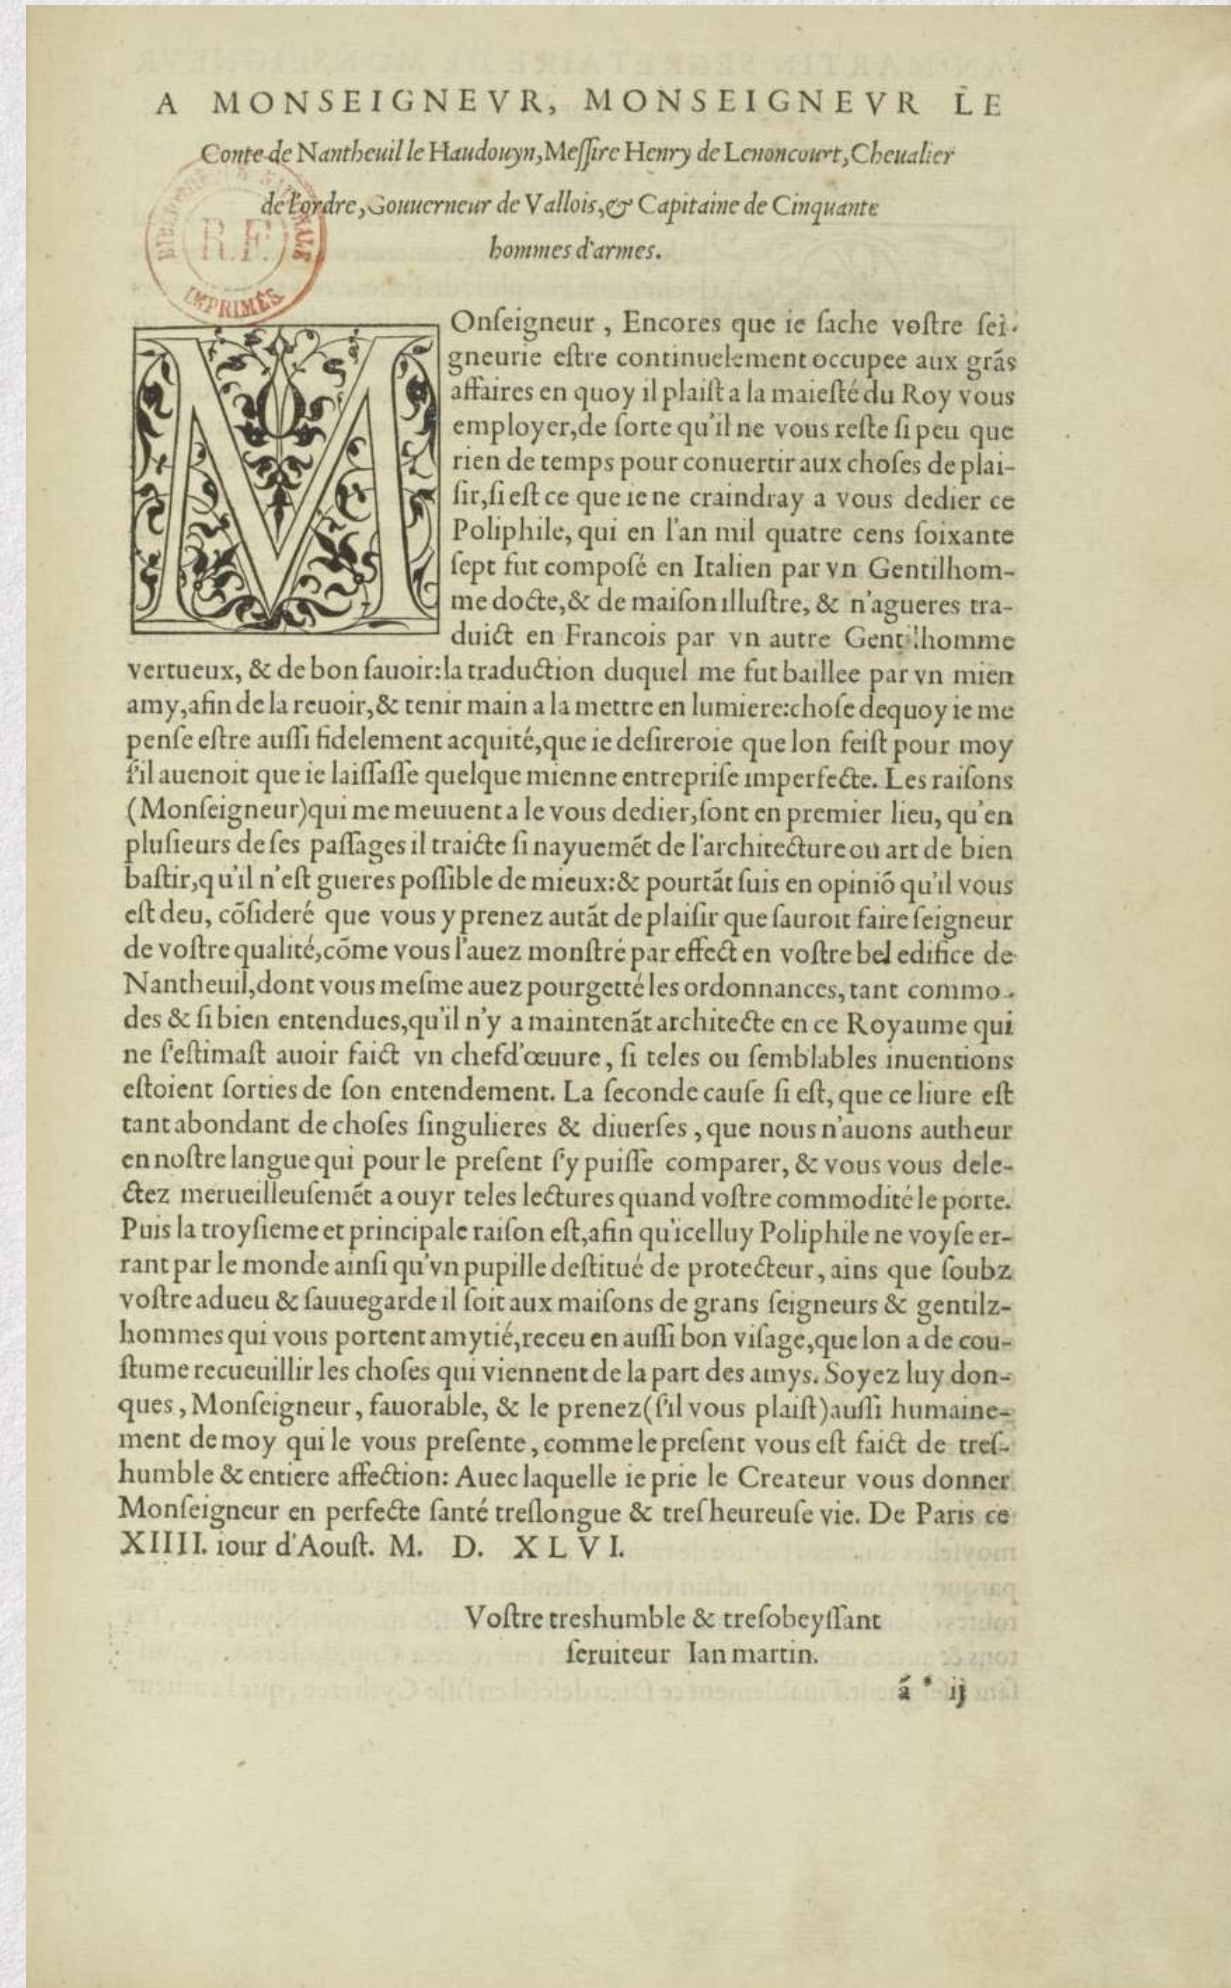 A MONSEIGNEVR, MONSEIGNEVR LE
Conte de Nantheuil le Haudouyn, Meſſire Henry de Lenoncourt, Cheualier
de l'ordre, Gouuerneur de Vallois, & Capitaine de Cinquante
hommes d'armes.
BIBLIOTHEQUE NATIONALE
R.F.
IMPRIMÉS
MOnſeigneur, Encores que ie ſache voſtre ſei-
gneurie eſtre continuelement occupee aux grãs
affaires en quoy il plaiſt a la maieſté du Roy vous
employer, de ſorte qu'il ne vous reſte ſi peu que
rien de temps pour conuertir aux choſes de plai-
ſir, ſi eſt ce que ie ne craindray a vous dedier ce
Poliphile, qui en l'an mil quatre cens ſoixante
ſept fut compoſé en Italien par vn Gentilhom-
me docte, & de maiſon illuſtre, & n'agueres tra-
duict en Francois par vn autre Gentilhomme
vertueux, & de bon ſauoir: la traduction duquel me fut baillee par vn mien
amy, afin de la reuoir, & tenir main a la mettre en lumiere: choſe dequoy ie me
penſe eſtre auſſi fidelement acquité, que ie deſireroie que lon feiſt pour moy
ſ'il auenoit que ie laiſſaſſe quelque mienne entrepriſe imperfecte. Les raiſons
(Monſeigneur) qui me meuuent a le vous dedier, ſont en premier lieu, qu'en
pluſieurs de ſes paſſages il traicte ſi nayuemẽt de l'architecture ou art de bien
baſtir, qu'il n'eſt gueres poſſible de mieux: & pourtãt ſuis en opiniõ qu'il vous
eſt deu, cõſideré que vous y prenez autãt de plaiſir que ſauroit faire ſeigneur
de voſtre qualité, cõme vous l'auez monſtré par effect en voſtre bel edifice de
Nantheuil, dont vous meſme auez pourgetté les ordonnances, tant commo-
des & ſi bien entendues, qu'il n'y a maintenãt architecte en ce Royaume qui
ne ſ'eſtimaſt auoir faict vn chefd'œuure, ſi teles ou ſemblables inuentions
eſtoient ſorties de ſon entendement. La ſeconde cauſe ſi eſt, que ce liure eſt
tant abondant de choſes ſingulieres & diuerſes, que nous n'auons autheur
en noſtre langue qui pour le preſent ſ'y puiſſe comparer, & vous vous dele-
ctez merueilleuſemẽt a ouyr teles lectures quand voſtre commodité le porte.
Puis la troyſieme et principale raiſon eſt, afin qu'icelluy Poliphile ne voyſe er-
rant par le monde ainſi qu'vn pupille deſtitué de protecteur, ains que ſoubz
voſtre adueu & ſauuegarde il ſoit aux maiſons de grans ſeigneurs & gentilz-
hommes qui vous portent amytié, receu en auſſi bon viſage, que lon a de cou-
ſtume recueuillir les choſes qui viennent de la part des amys. Soyez luy don-
ques, Monſeigneur, fauorable, & le prenez (ſ'il vous plaiſt) auſſi humaine-
ment de moy qui le vous preſente, comme le preſent vous eſt faict de treſ-
humble & entiere affection: Auec laquelle ie prie le Createur vous donner
Monſeigneur en perfecte ſanté treſlongue & treſheureuſe vie. De Paris ce
XIIII. iour d'Aouſt. M. D. XLVI.
Voſtre treshumble & treſobeyſſant
ſeruiteur Ian martin.
á * ij